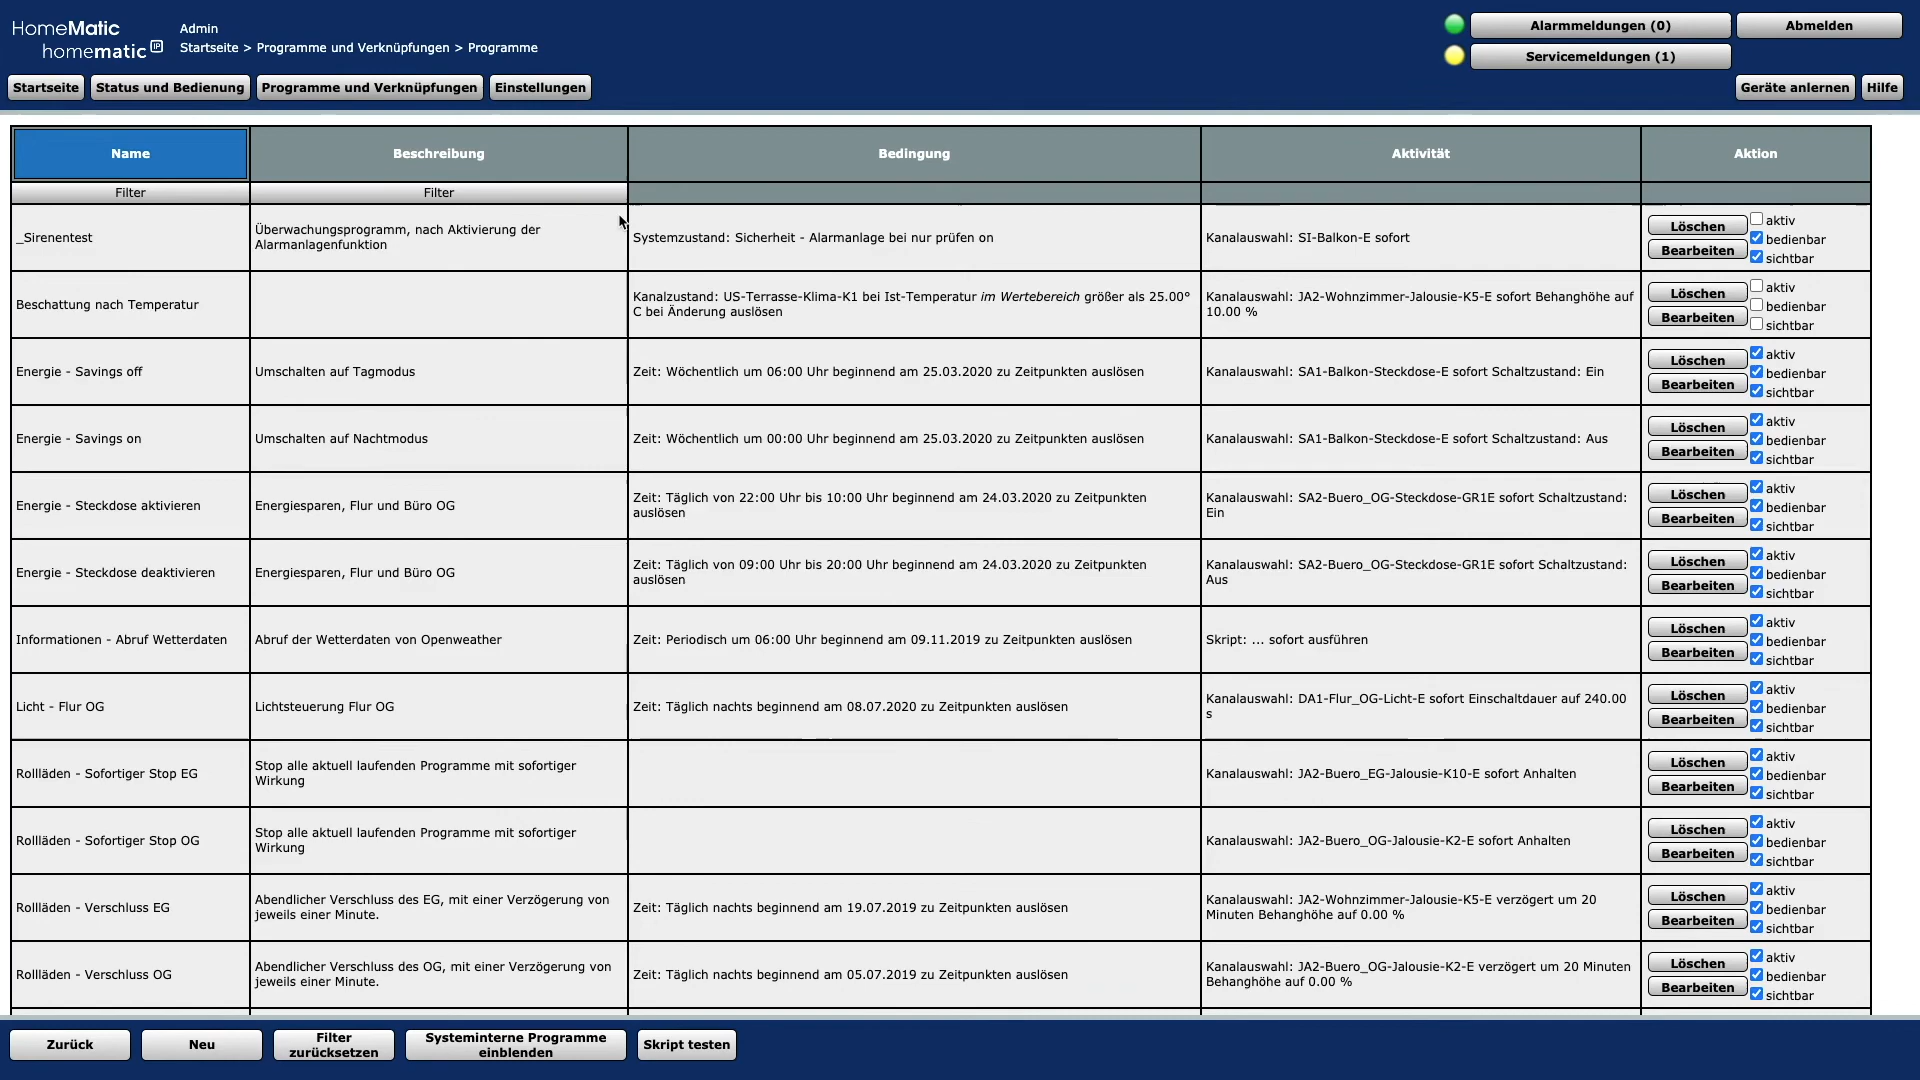 HomeMatic
homematic IP
Admin
Startseite > Programme und Verknüpfungen > Programme
Alarmmeldungen (0)
Abmelden
Servicemeldungen (1)
Startseite
Status und Bedienung
Programme und Verknüpfungen
Einstellungen
Geräte anlernen
Hilfe
Name
Beschreibung
Bedingung
Aktivität
Aktion
Filter
Filter
_Sirenentest
Überwachungsprogramm, nach Aktivierung der
Alarmanlagenfunktion
Systemzustand: Sicherheit - Alarmanlage bei nur prüfen on
Kanalauswahl: SI-Balkon-E sofort
Löschen
Bearbeiten
aktiv
bedienbar
sichtbar
Beschattung nach Temperatur
Kanalzustand: US-Terrasse-Klima-K1 bei Ist-Temperatur im Wertebereich größer als 25.00°
C bei Änderung auslösen
Kanalauswahl: JA2-Wohnzimmer-Jalousie-K5-E sofort Behanghöhe auf
10.00 %
Löschen
Bearbeiten
aktiv
bedienbar
sichtbar
Energie - Savings off
Umschalten auf Tagmodus
Zeit: Wöchentlich um 06:00 Uhr beginnend am 25.03.2020 zu Zeitpunkten auslösen
Kanalauswahl: SA1-Balkon-Steckdose-E sofort Schaltzustand: Ein
Löschen
Bearbeiten
aktiv
bedienbar
sichtbar
Energie - Savings on
Umschalten auf Nachtmodus
Zeit: Wöchentlich um 00:00 Uhr beginnend am 25.03.2020 zu Zeitpunkten auslösen
Kanalauswahl: SA1-Balkon-Steckdose-E sofort Schaltzustand: Aus
Löschen
Bearbeiten
aktiv
bedienbar
sichtbar
Energie - Steckdose aktivieren
Energiesparen, Flur und Büro OG
Zeit: Täglich von 22:00 Uhr bis 10:00 Uhr beginnend am 24.03.2020 zu Zeitpunkten
auslösen
Kanalauswahl: SA2-Buero_OG-Steckdose-GR1E sofort Schaltzustand:
Ein
Löschen
Bearbeiten
aktiv
bedienbar
sichtbar
Energie - Steckdose deaktivieren
Energiesparen, Flur und Büro OG
Zeit: Täglich von 09:00 Uhr bis 20:00 Uhr beginnend am 24.03.2020 zu Zeitpunkten
auslösen
Kanalauswahl: SA2-Buero_OG-Steckdose-GR1E sofort Schaltzustand:
Aus
Löschen
Bearbeiten
aktiv
bedienbar
sichtbar
Informationen - Abruf Wetterdaten
Abruf der Wetterdaten von Openweather
Zeit: Periodisch um 06:00 Uhr beginnend am 09.11.2019 zu Zeitpunkten auslösen
Skript: ... sofort ausführen
Löschen
Bearbeiten
aktiv
bedienbar
sichtbar
Licht - Flur OG
Lichtsteuerung Flur OG
Zeit: Täglich nachts beginnend am 08.07.2020 zu Zeitpunkten auslösen
Kanalauswahl: DA1-Flur_OG-Licht-E sofort Einschaltdauer auf 240.00
s
Löschen
Bearbeiten
aktiv
bedienbar
sichtbar
Rollläden - Sofortiger Stop EG
Stop alle aktuell laufenden Programme mit sofortiger
Wirkung
Kanalauswahl: JA2-Buero_EG-Jalousie-K10-E sofort Anhalten
Löschen
Bearbeiten
aktiv
bedienbar
sichtbar
Rollläden - Sofortiger Stop OG
Stop alle aktuell laufenden Programme mit sofortiger
Wirkung
Kanalauswahl: JA2-Buero_OG-Jalousie-K2-E sofort Anhalten
Löschen
Bearbeiten
aktiv
bedienbar
sichtbar
Rollläden - Verschluss EG
Abendlicher Verschluss des EG, mit einer Verzögerung von
jeweils einer Minute.
Zeit: Täglich nachts beginnend am 19.07.2019 zu Zeitpunkten auslösen
Kanalauswahl: JA2-Wohnzimmer-Jalousie-K5-E verzögert um 20
Minuten Behanghöhe auf 0.00 %
Löschen
Bearbeiten
aktiv
bedienbar
sichtbar
Rollläden - Verschluss OG
Abendlicher Verschluss des OG, mit einer Verzögerung von
jeweils einer Minute.
Zeit: Täglich nachts beginnend am 05.07.2019 zu Zeitpunkten auslösen
Kanalauswahl: JA2-Buero_OG-Jalousie-K2-E verzögert um 20 Minuten
Behanghöhe auf 0.00 %
Löschen
Bearbeiten
aktiv
bedienbar
sichtbar
Zurück
Neu
Filter
zurücksetzen
Systeminterne Programme
einblenden
Skript testen